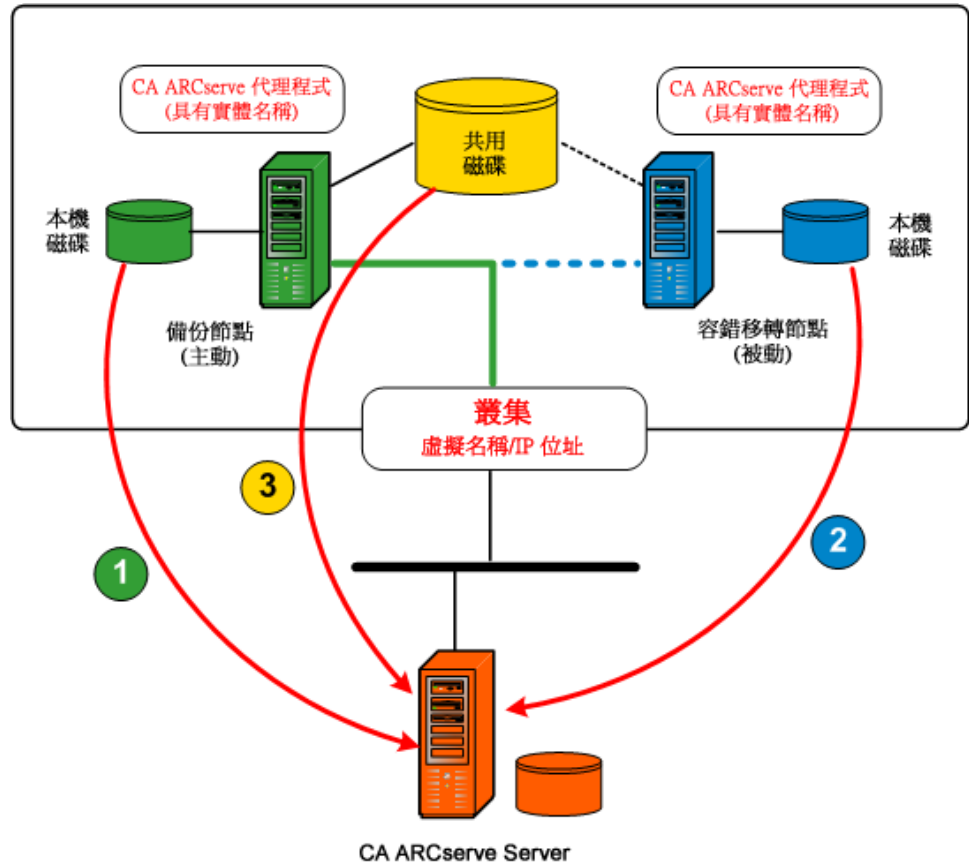 CA ARCserve 代理程式
(具有實體名稱)
共用
磁碟
CA ARCserve 代理程式
(具有實體名稱)
本機
磁碟
本機
磁碟
備份節點
(主動)
容錯移轉節點
(被動)
叢集
虛擬名稱/IP 位址
3
1
2
CA ARCserve Server